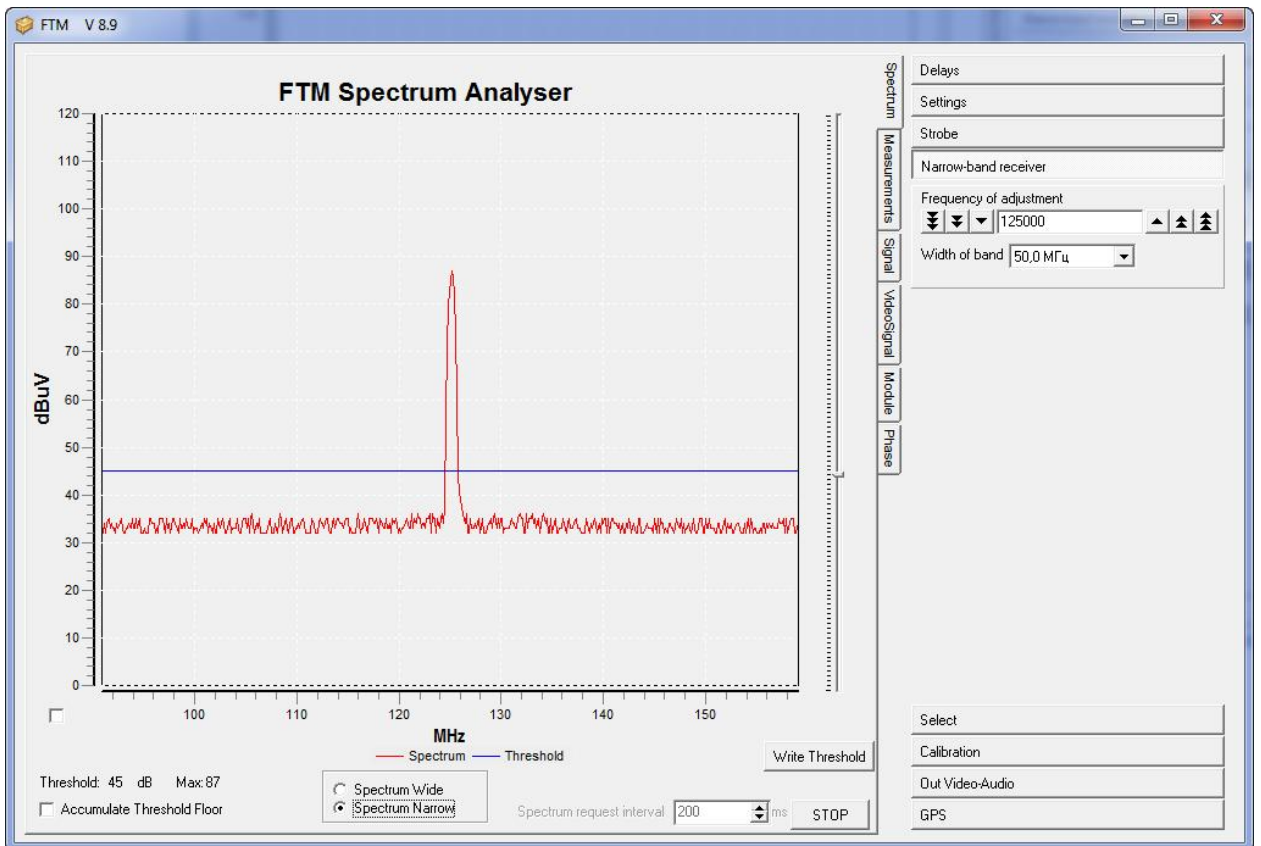 FTM V 8.9
FTM Spectrum Analyser
120
110
100
90
80
70
60
50
40
30
20
10
0
dBuV
100 110 120 130 140 150
MHz
Spectrum Threshold
Write Threshold
Threshold: 45 dB Max:87
Accumulate Threshold Floor
Spectrum Wide
Spectrum Narrow
Spectrum request interval 200 ms
STOP
Spectrum
Measurements
Signal
VideoSignal
Module
Phase
Delays
Settings
Strobe
Narrow-band receiver
Frequency of adjustment
125000
Width of band 50,0 МГц
Select
Calibration
Out Video-Audio
GPS